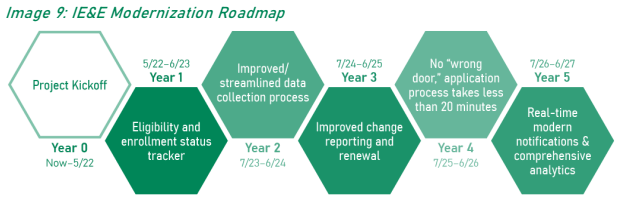 Image 9: IE&E Modernization Roadmap
Project Kickoff
Year 0
Now–5/22
5/22–6/23
Year 1
Eligibility and
enrollment status
tracker
Improved/
streamlined data
collection process
Year 2
7/23–6/24
7/24–6/25
Year 3
Improved change
reporting and
renewal
No "wrong
door," application
process takes less
than 20 minutes
Year 4
7/25–6/26
7/26–6/27
Year 5
Real-time
modern
notifications &
comprehensive
analytics